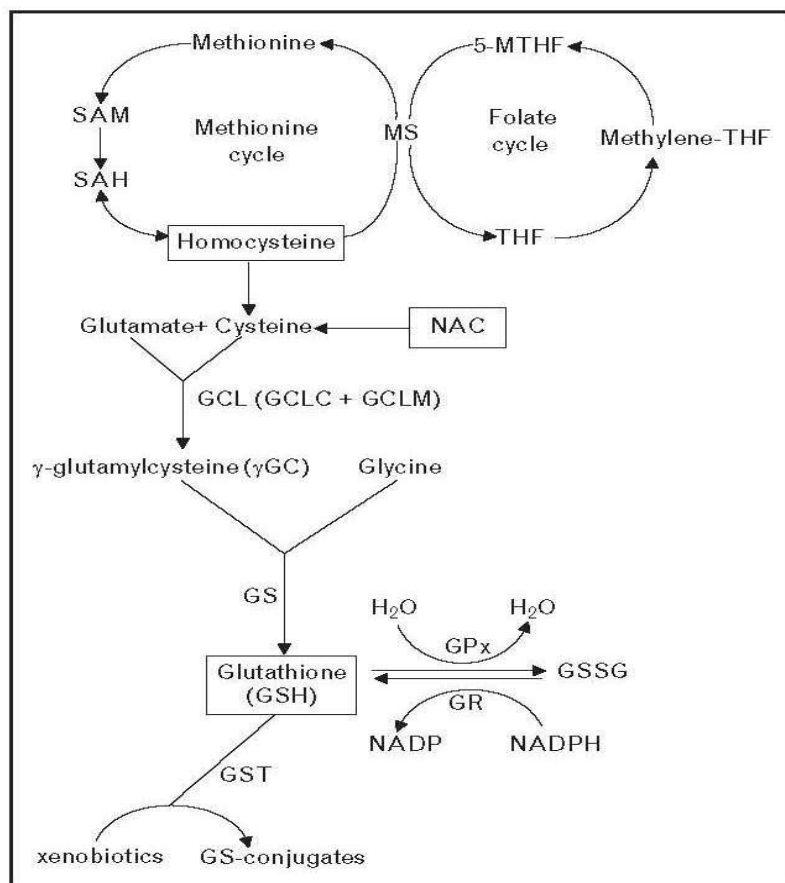 Methionine
5-MTHF
SAM
Methionine
cycle
MS
Folate
cycle
Methylene-THF
SAH
Homocysteine
THF
Glutamate+ Cysteine
NAC
GCL (GCLC + GCLM)
γ-glutamylcysteine (γGC)
Glycine
GS
H₂O
H₂O
GPx
Glutathione
(GSH)
GSSG
GR
NADP
NADPH
GST
xenobiotics
GS-conjugates